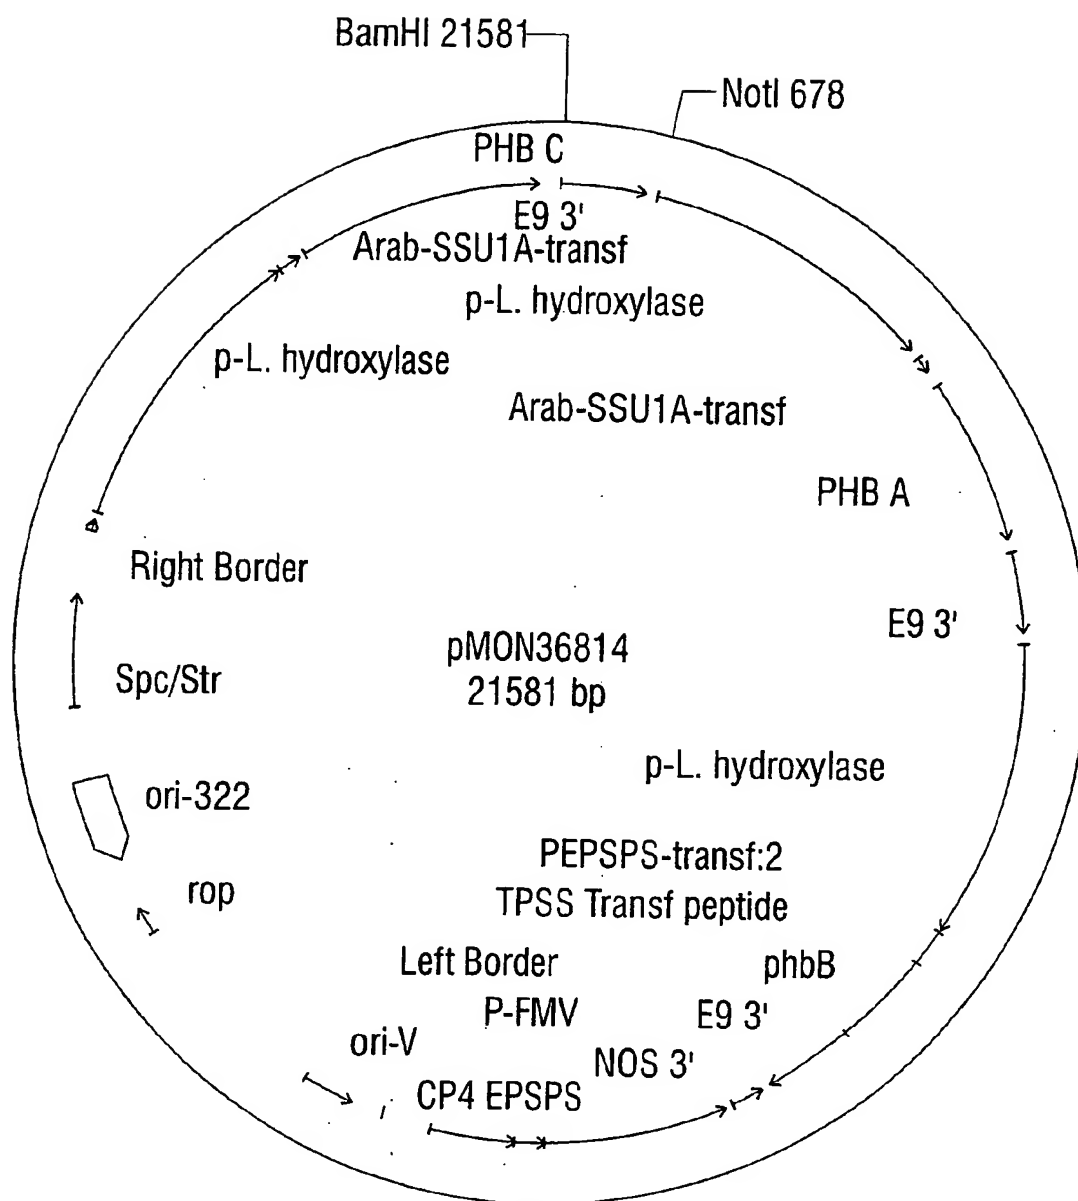 BamHI 21581
NotI 678
PHB C
E9 3'
Arab-SSU1A-transf
p-L. hydroxylase
p-L. hydroxylase
Arab-SSU1A-transf
PHB A
Right Border
E9 3'
pMON36814
21581 bp
Spc/Str
p-L. hydroxylase
ori-322
PEPSPS-transf:2
rop
TPSS Transf peptide
Left Border
phbB
P-FMV
E9 3'
ori-V
NOS 3'
CP4 EPSPS